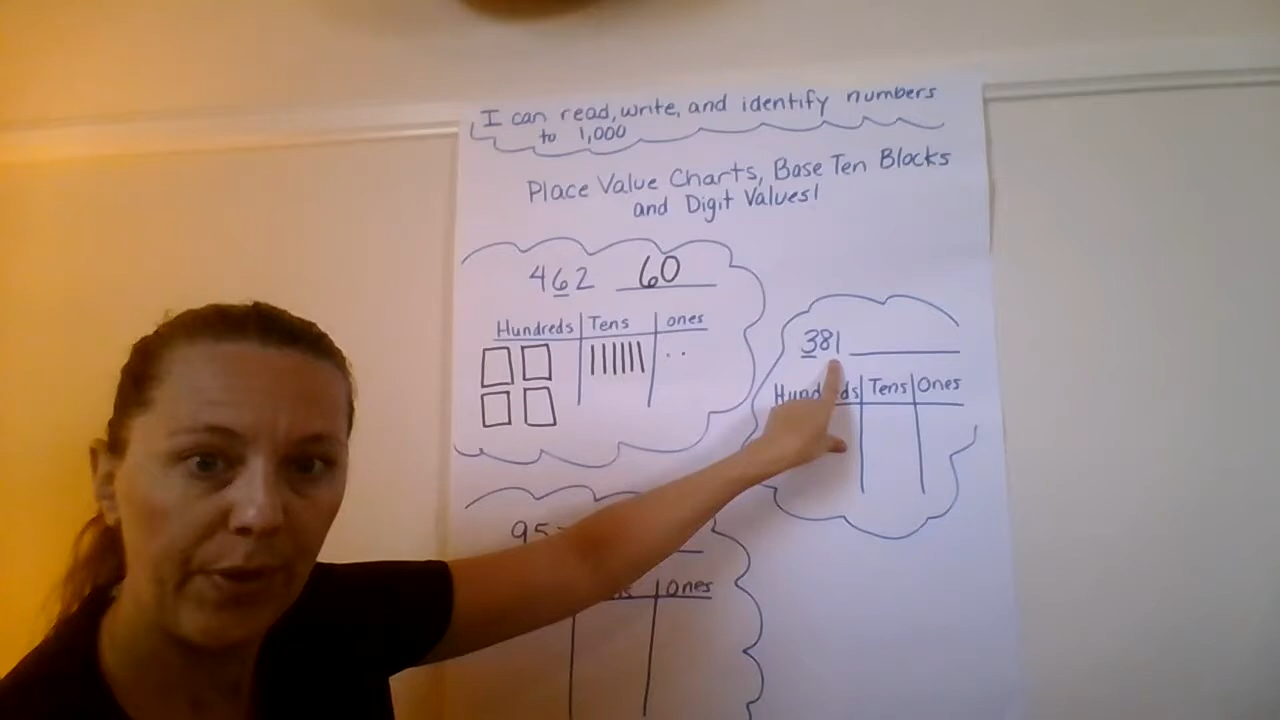 I can read, write, and identify numbers
to 1,000
Place Value Charts, Base Ten Blocks
and Digit Values!
462 60
Hundreds Tens ones
381
Tens Ones
95
Ones